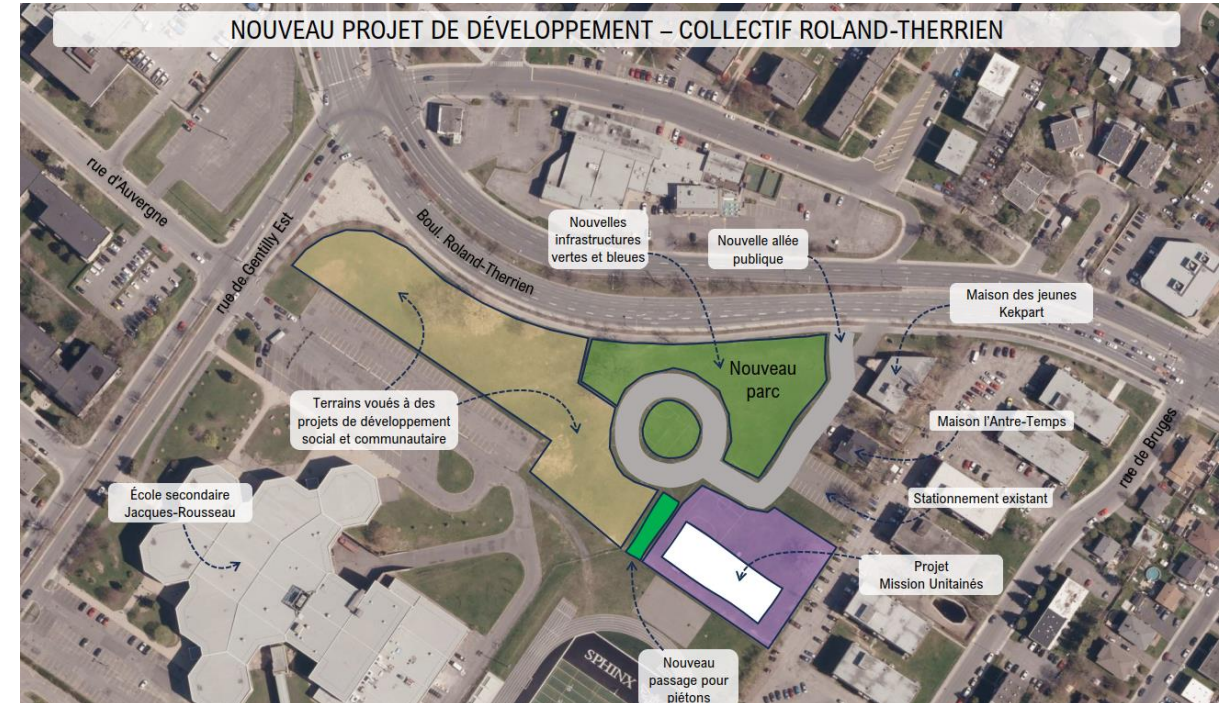 NOUVEAU PROJET DE DÉVELOPPEMENT – COLLECTIF ROLAND-THERRIEN
rue d'Auvergne
rue de Gentilly Est
Boul. Roland-Therrien
Nouvelles
infrastructures
vertes et bleues
Nouvelle allée
publique
Maison des jeunes
Kekpart
Nouveau
parc
Terrains voués à des
projets de développement
social et communautaire
Maison l'Antre-Temps
rue de Bruges
École secondaire
Jacques-Rousseau
Stationnement existant
Projet
Mission Unitainés
Nouveau
passage pour
piétons
SPHINX